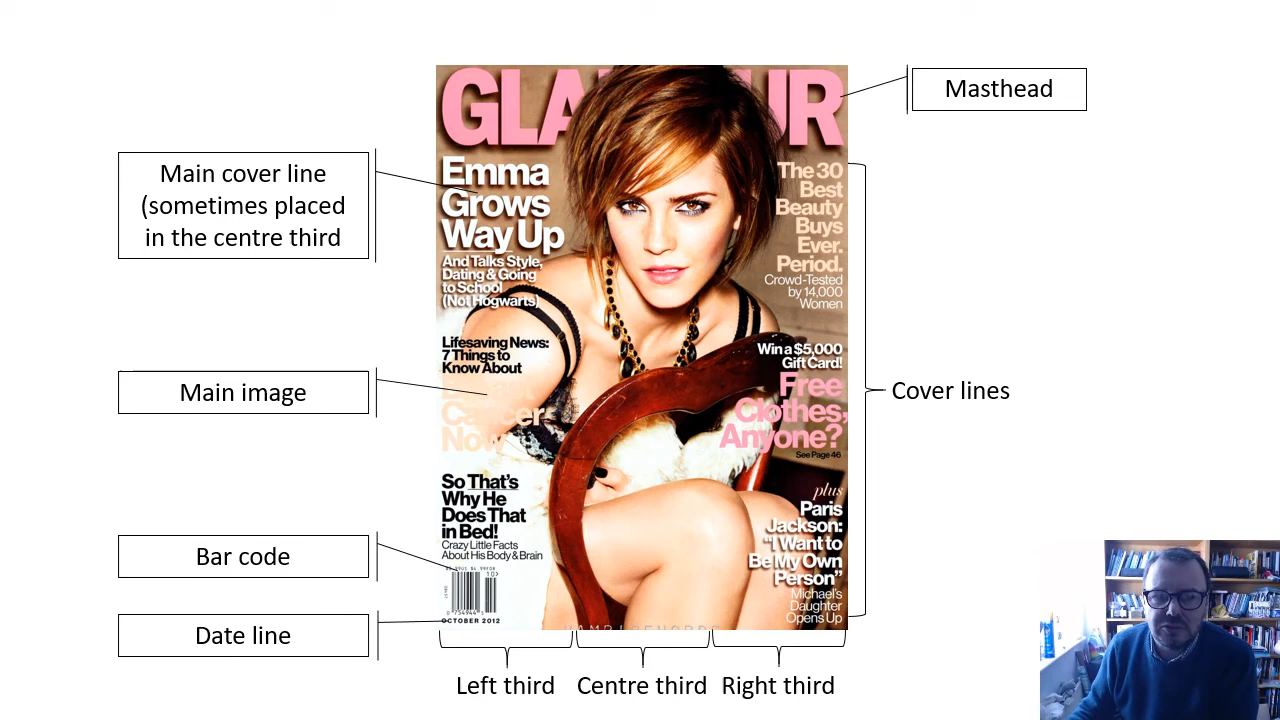 Masthead
GLAMOUR
Main cover line
(sometimes placed
in the centre third
Emma
Grows
Way Up
And Talks Style,
Dating & Going
to School
(Not Hogwarts)
The 30
Best
Beauty
Buys
Ever.
Period.
Crowd-Tested
by 14,000
Women
Lifesaving News:
7 Things to
Know About
Cancer
Now
Win a $5,000
Gift Card!
Free
Clothes,
Anyone?
See Page 46
Cover lines
Main image
So That's
Why He
Does That
in Bed!
Crazy Little Facts
About His Body & Brain
plus
Paris
Jackson:
"I Want to
Be My Own
Person"
Michael's
Daughter
Opens Up
Bar code
Date line
OCTOBER 2012
Left third
Centre third
Right third